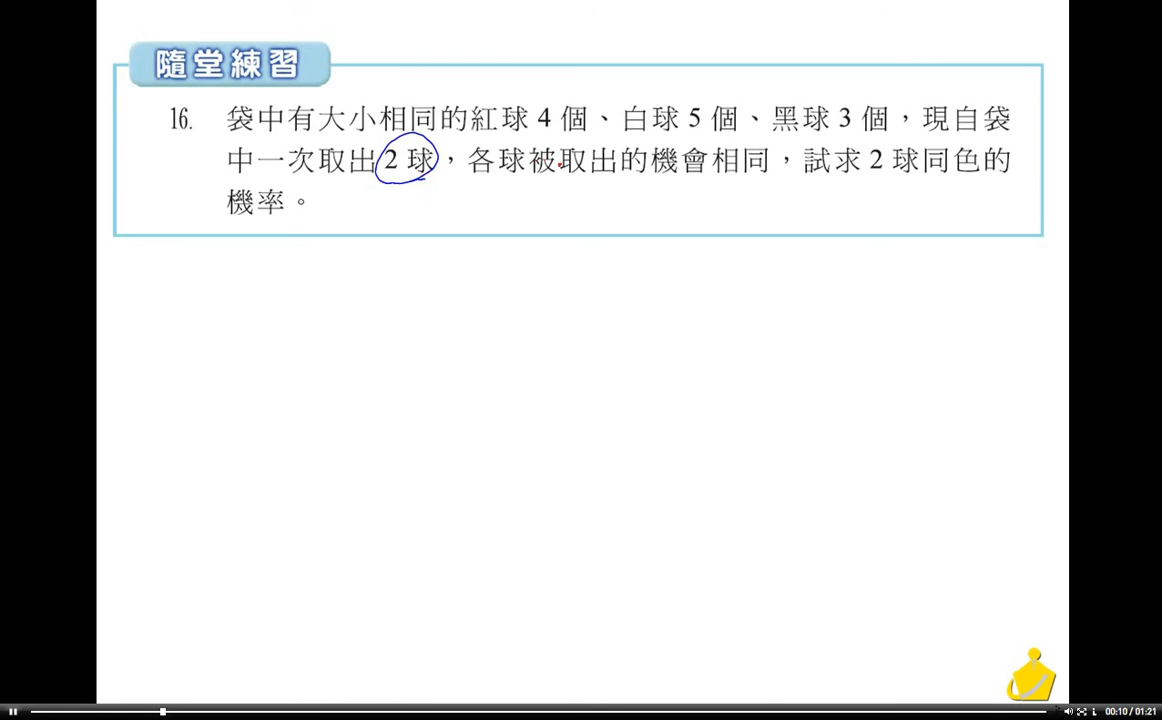 隨堂練習
16. 袋中有大小相同的紅球 4 個、白球 5 個、黑球 3 個，現自袋
中一次取出 2 球，各球被取出的機會相同，試求 2 球同色的
機率。
00:10 / 01:21